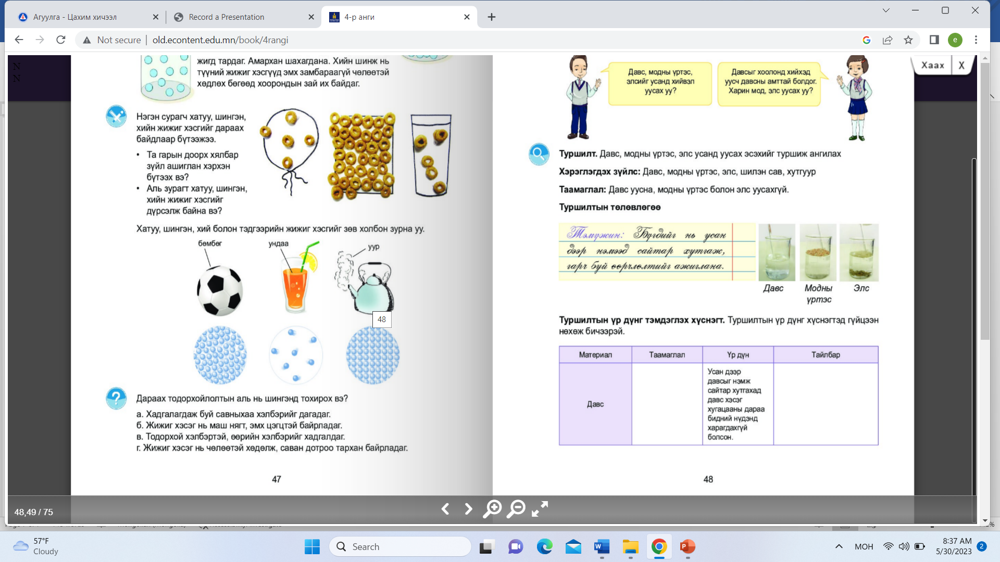 Агуулга - Цахим хичээл
Record a Presentation
4-р анги
Not secure
old.econtent.edu.mn/book/4rangi
e
N
N
Хаах X
жигд тардаг. Амархан шахагдана. Хийн шинж нь
түүний жижиг хэсгүүд эмх замбараагүй чөлөөтэй
хөдлөх бөгөөд хоорондын зай их байдаг.
Нэгэн сурагч хатуу, шингэн,
хийн жижиг хэсгийг дараах
байдлаар бүтээжээ.
• Та гарын доорх хялбар
зүйл ашиглан хэрхэн
бүтээх вэ?
• Аль зурагт хатуу, шингэн,
хийн жижиг хэсгийг
дүрсэлж байна вэ?
Хатуу, шингэн, хий болон тэдгээрийн жижиг хэсгийг зөв холбон зурна уу.
бөмбөг
ундаа
уур
48
Дараах тодорхойлолтын аль нь шингэнд тохирох вэ?
а. Хадгалагдаж буй савныхаа хэлбэрийг дагадаг.
б. Жижиг хэсэг нь маш нягт, эмх цэгцтэй байрладаг.
в. Тодорхой хэлбэртэй, өөрийн хэлбэрийг хадгалдаг.
г. Жижиг хэсэг нь чөлөөтэй хөдөлж, саван дотроо тархан байрладаг.
47
Давс, модны үртэс,
элсийг усанд хийвэл
уусах уу?
Давсыг хоолонд хийхэд
уусч давсны амттай болдог.
Харин мод, элс уусах уу?
Туршилт. Давс, модны үртэс, элс усанд уусах эсэхийг туршиж ангилах
Хэрэглэгдэх зүйлс: Давс, модны үртэс, элс, шилэн сав, хутгуур
Таамаглал: Давс уусна, модны үртэс болон элс уусахгүй.
Туршилтын төлөвлөгөө
Тэмүжин: Бүгдийг нь усан
дээр нэмээд сайтар хутгаж,
гарч буй өөрчлөлтийг ажиглана.
Давс
Модны
үртэс
Элс
Туршилтын үр дүнг тэмдэглэх хүснэгт. Туршилтын үр дүнг хүснэгтэд гүйцээн
нөхөж бичээрэй.
Материал Таамаглал Үр дүн Тайлбар
Давс
Усан дээр
давсыг нэмж
сайтар хутгахад
давс хэсэг
хугацааны дараа
бидний нүдэнд
харагдахгүй
болсон.
48
48,49 / 75
57°F
Cloudy
Search
МОН
8:37 AM
5/30/2023
2